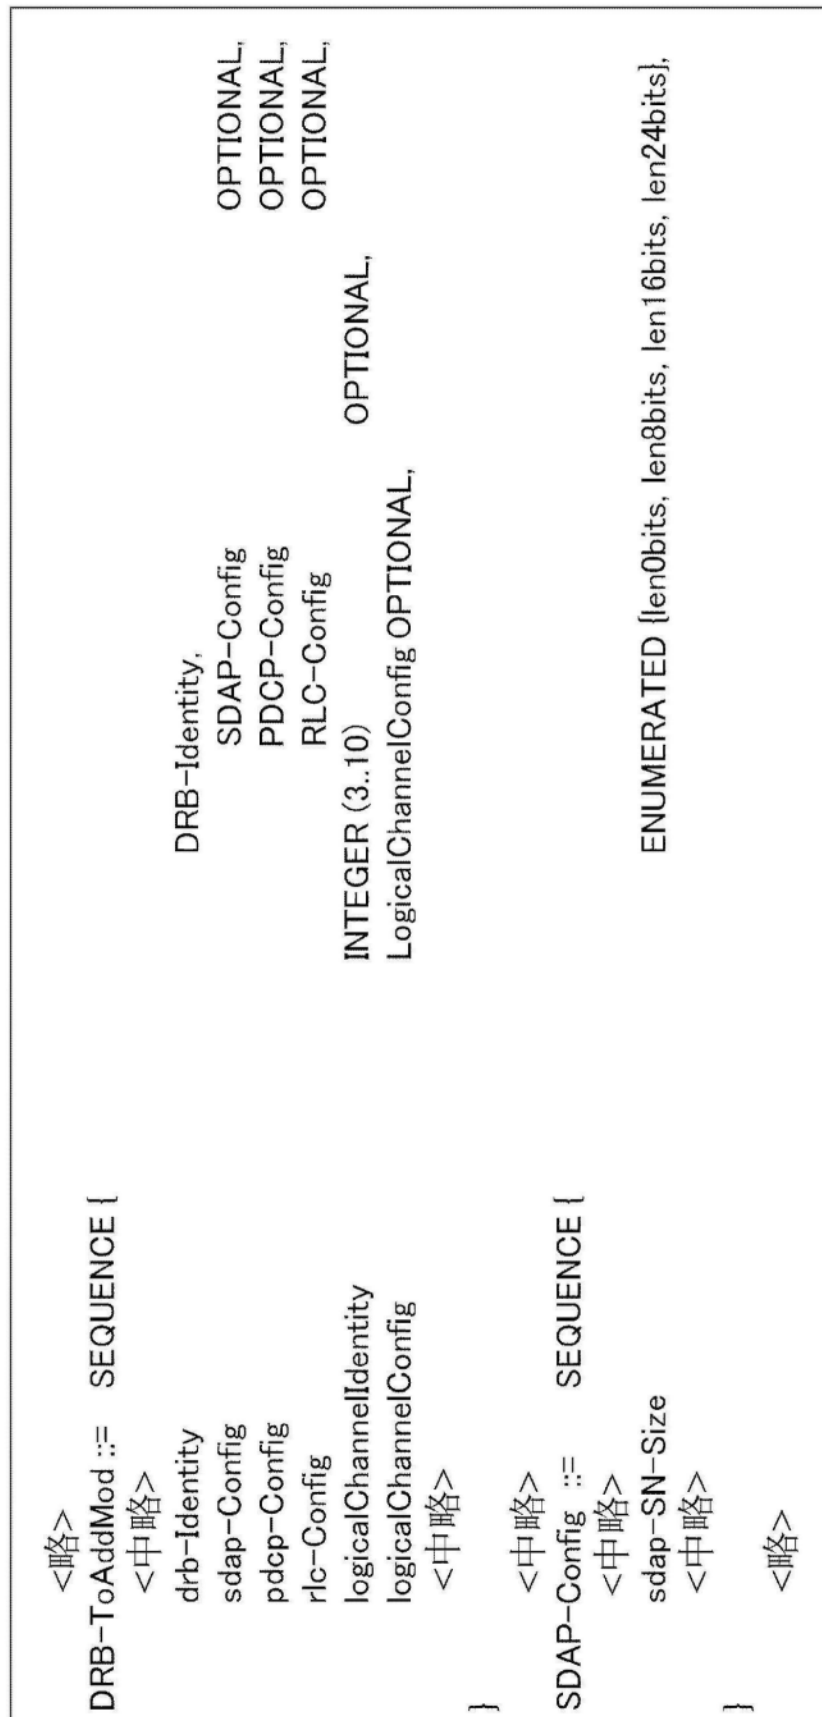 <略>
DRB-ToAddMod ::= SEQUENCE {
<中略>
drb-Identity DRB-Identity,
sdap-Config SDAP-Config OPTIONAL,
pdcp-Config PDCP-Config OPTIONAL,
rlc-Config RLC-Config OPTIONAL,
logicalChannelIdentity INTEGER (3..10) OPTIONAL,
logicalChannelConfig LogicalChannelConfig OPTIONAL,
<中略>
}
<中略>
SDAP-Config ::= SEQUENCE {
<中略>
sdap-SN-Size ENUMERATED {len0bits, len8bits, len16bits, len24bits},
<中略>
}
<略>